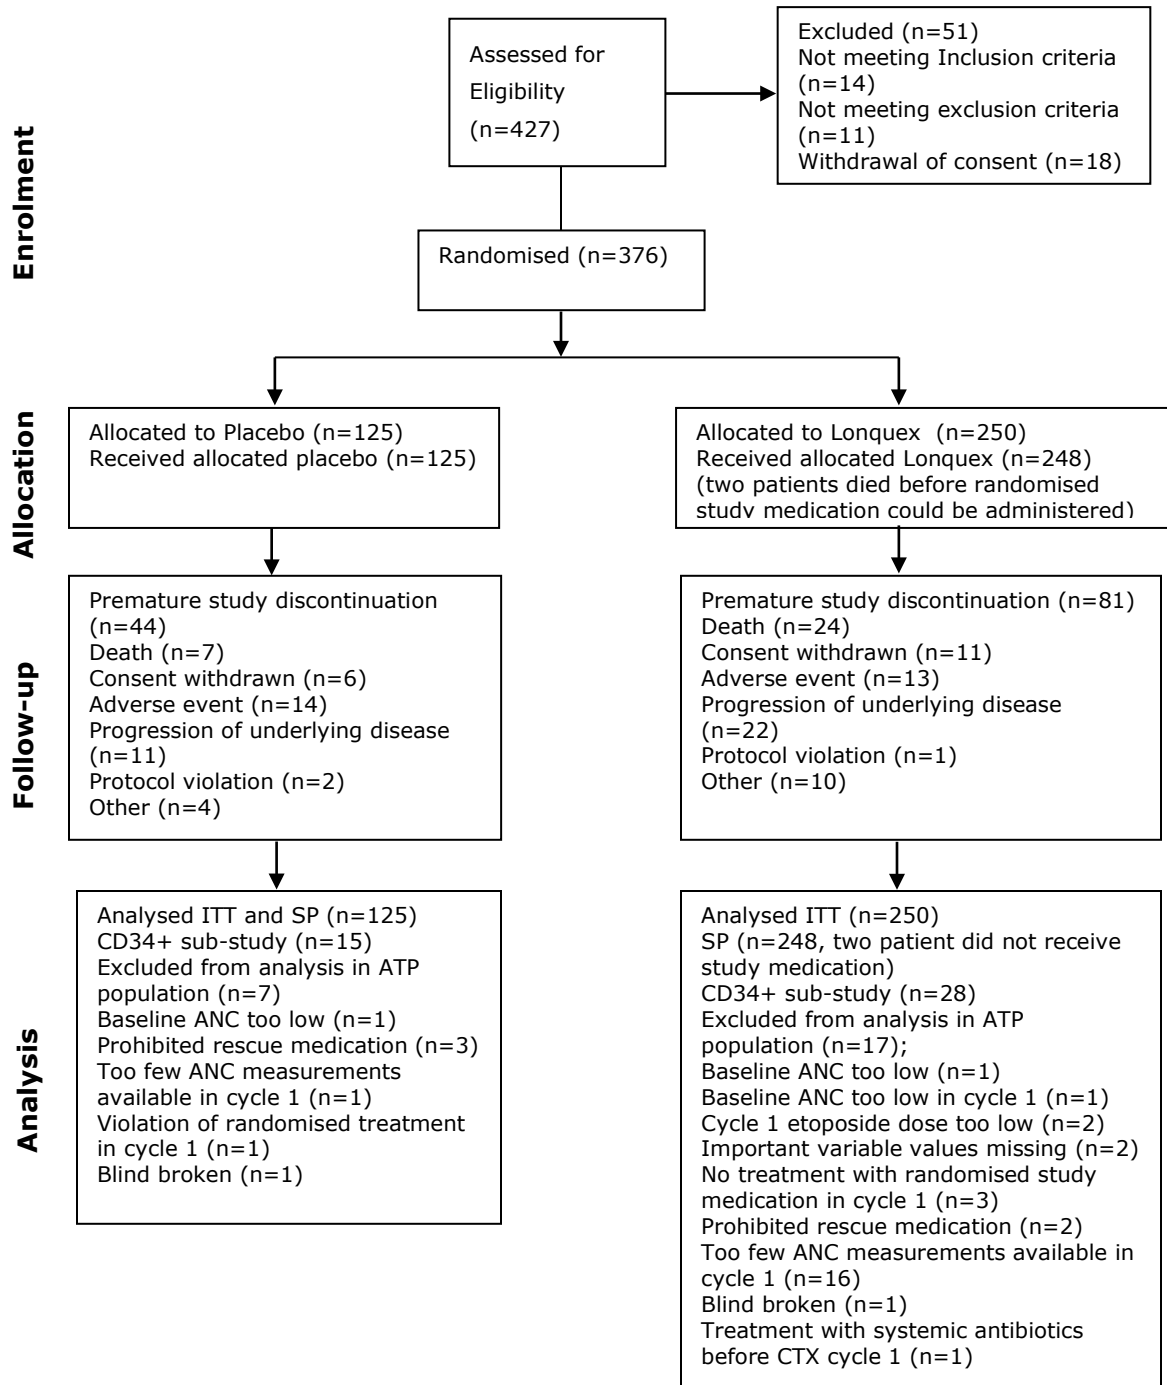 Enrolment
Assessed for
Eligibility
(n=427)
Excluded (n=51)
Not meeting Inclusion criteria
(n=14)
Not meeting exclusion criteria
(n=11)
Withdrawal of consent (n=18)
Randomised (n=376)
Allocation
Allocated to Placebo (n=125)
Received allocated placebo (n=125)
Allocated to Lonquex (n=250)
Received allocated Lonquex (n=248)
(two patients died before randomised
study medication could be administered)
Follow-up
Premature study discontinuation
(n=44)
Death (n=7)
Consent withdrawn (n=6)
Adverse event (n=14)
Progression of underlying disease
(n=11)
Protocol violation (n=2)
Other (n=4)
Premature study discontinuation (n=81)
Death (n=24)
Consent withdrawn (n=11)
Adverse event (n=13)
Progression of underlying disease
(n=22)
Protocol violation (n=1)
Other (n=10)
Analysis
Analysed ITT and SP (n=125)
CD34+ sub-study (n=15)
Excluded from analysis in ATP
population (n=7)
Baseline ANC too low (n=1)
Prohibited rescue medication (n=3)
Too few ANC measurements
available in cycle 1 (n=1)
Violation of randomised treatment
in cycle 1 (n=1)
Blind broken (n=1)
Analysed ITT (n=250)
SP (n=248, two patient did not receive
study medication)
CD34+ sub-study (n=28)
Excluded from analysis in ATP
population (n=17);
Baseline ANC too low (n=1)
Baseline ANC too low in cycle 1 (n=1)
Cycle 1 etoposide dose too low (n=2)
Important variable values missing (n=2)
No treatment with randomised study
medication in cycle 1 (n=3)
Prohibited rescue medication (n=2)
Too few ANC measurements available in
cycle 1 (n=16)
Blind broken (n=1)
Treatment with systemic antibiotics
before CTX cycle 1 (n=1)